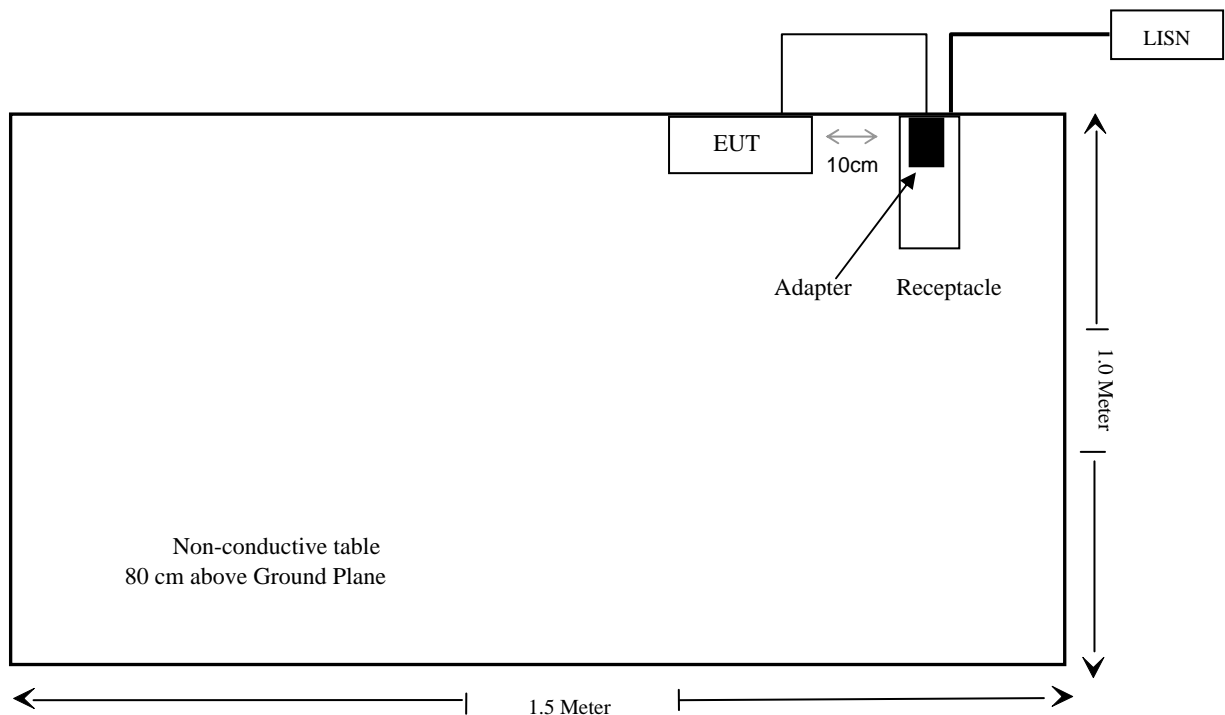 LISN
EUT
10cm
Adapter
Receptacle
1.0 Meter
Non-conductive table
80 cm above Ground Plane
1.5 Meter